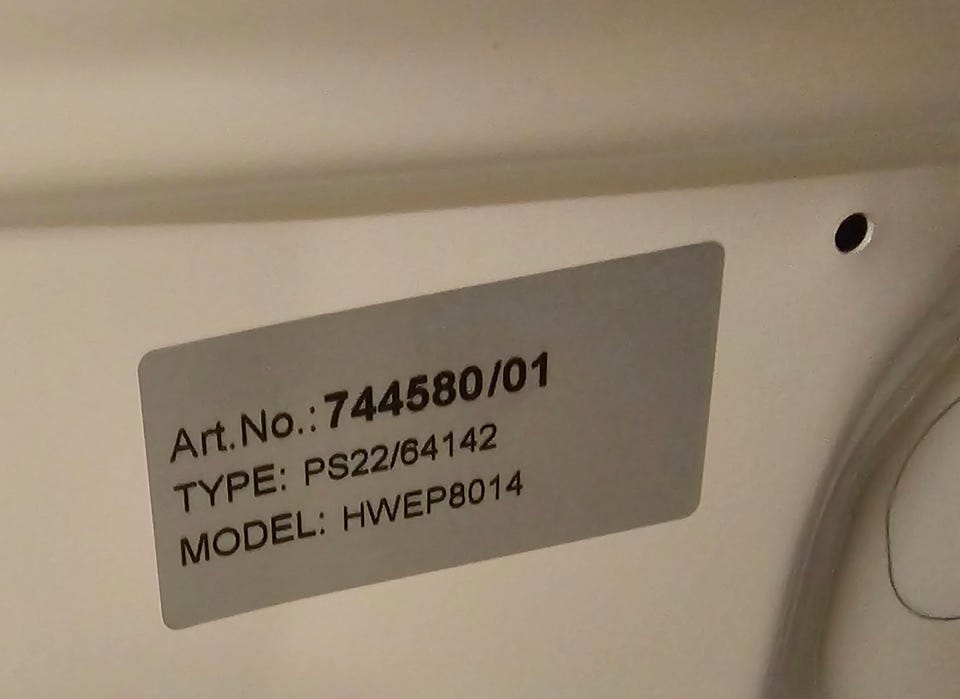 Art.No.: 744580/01
TYPE: PS22/64142
MODEL: HWEP8014